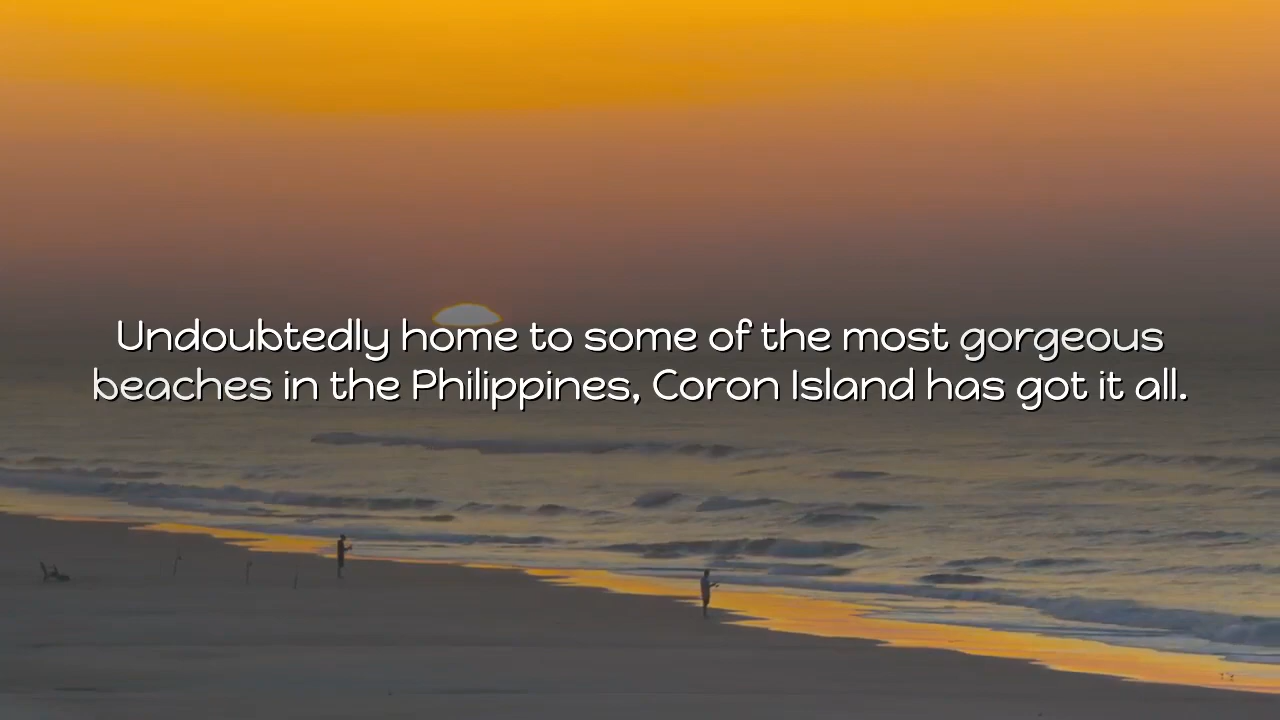 Undoubtedly home to some of the most gorgeous
beaches in the Philippines, Coron Island has got it all.